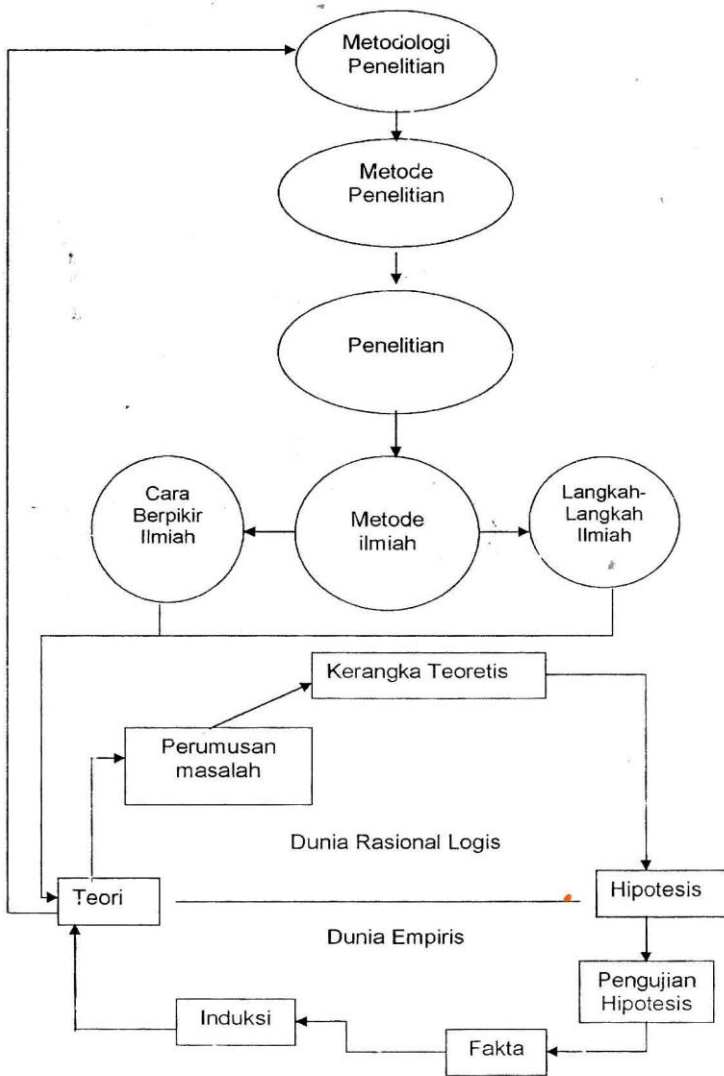 Metodologi
Penelitian
Metode
Penelitian
Penelitian
Cara
Berpikir
Ilmiah
Metode
ilmiah
Langkah-
Langkah
Ilmiah
Kerangka Teoretis
Perumusan
masalah
Dunia Rasional Logis
Teori
Hipotesis
Dunia Empiris
Pengujian
Hipotesis
Induksi
Fakta